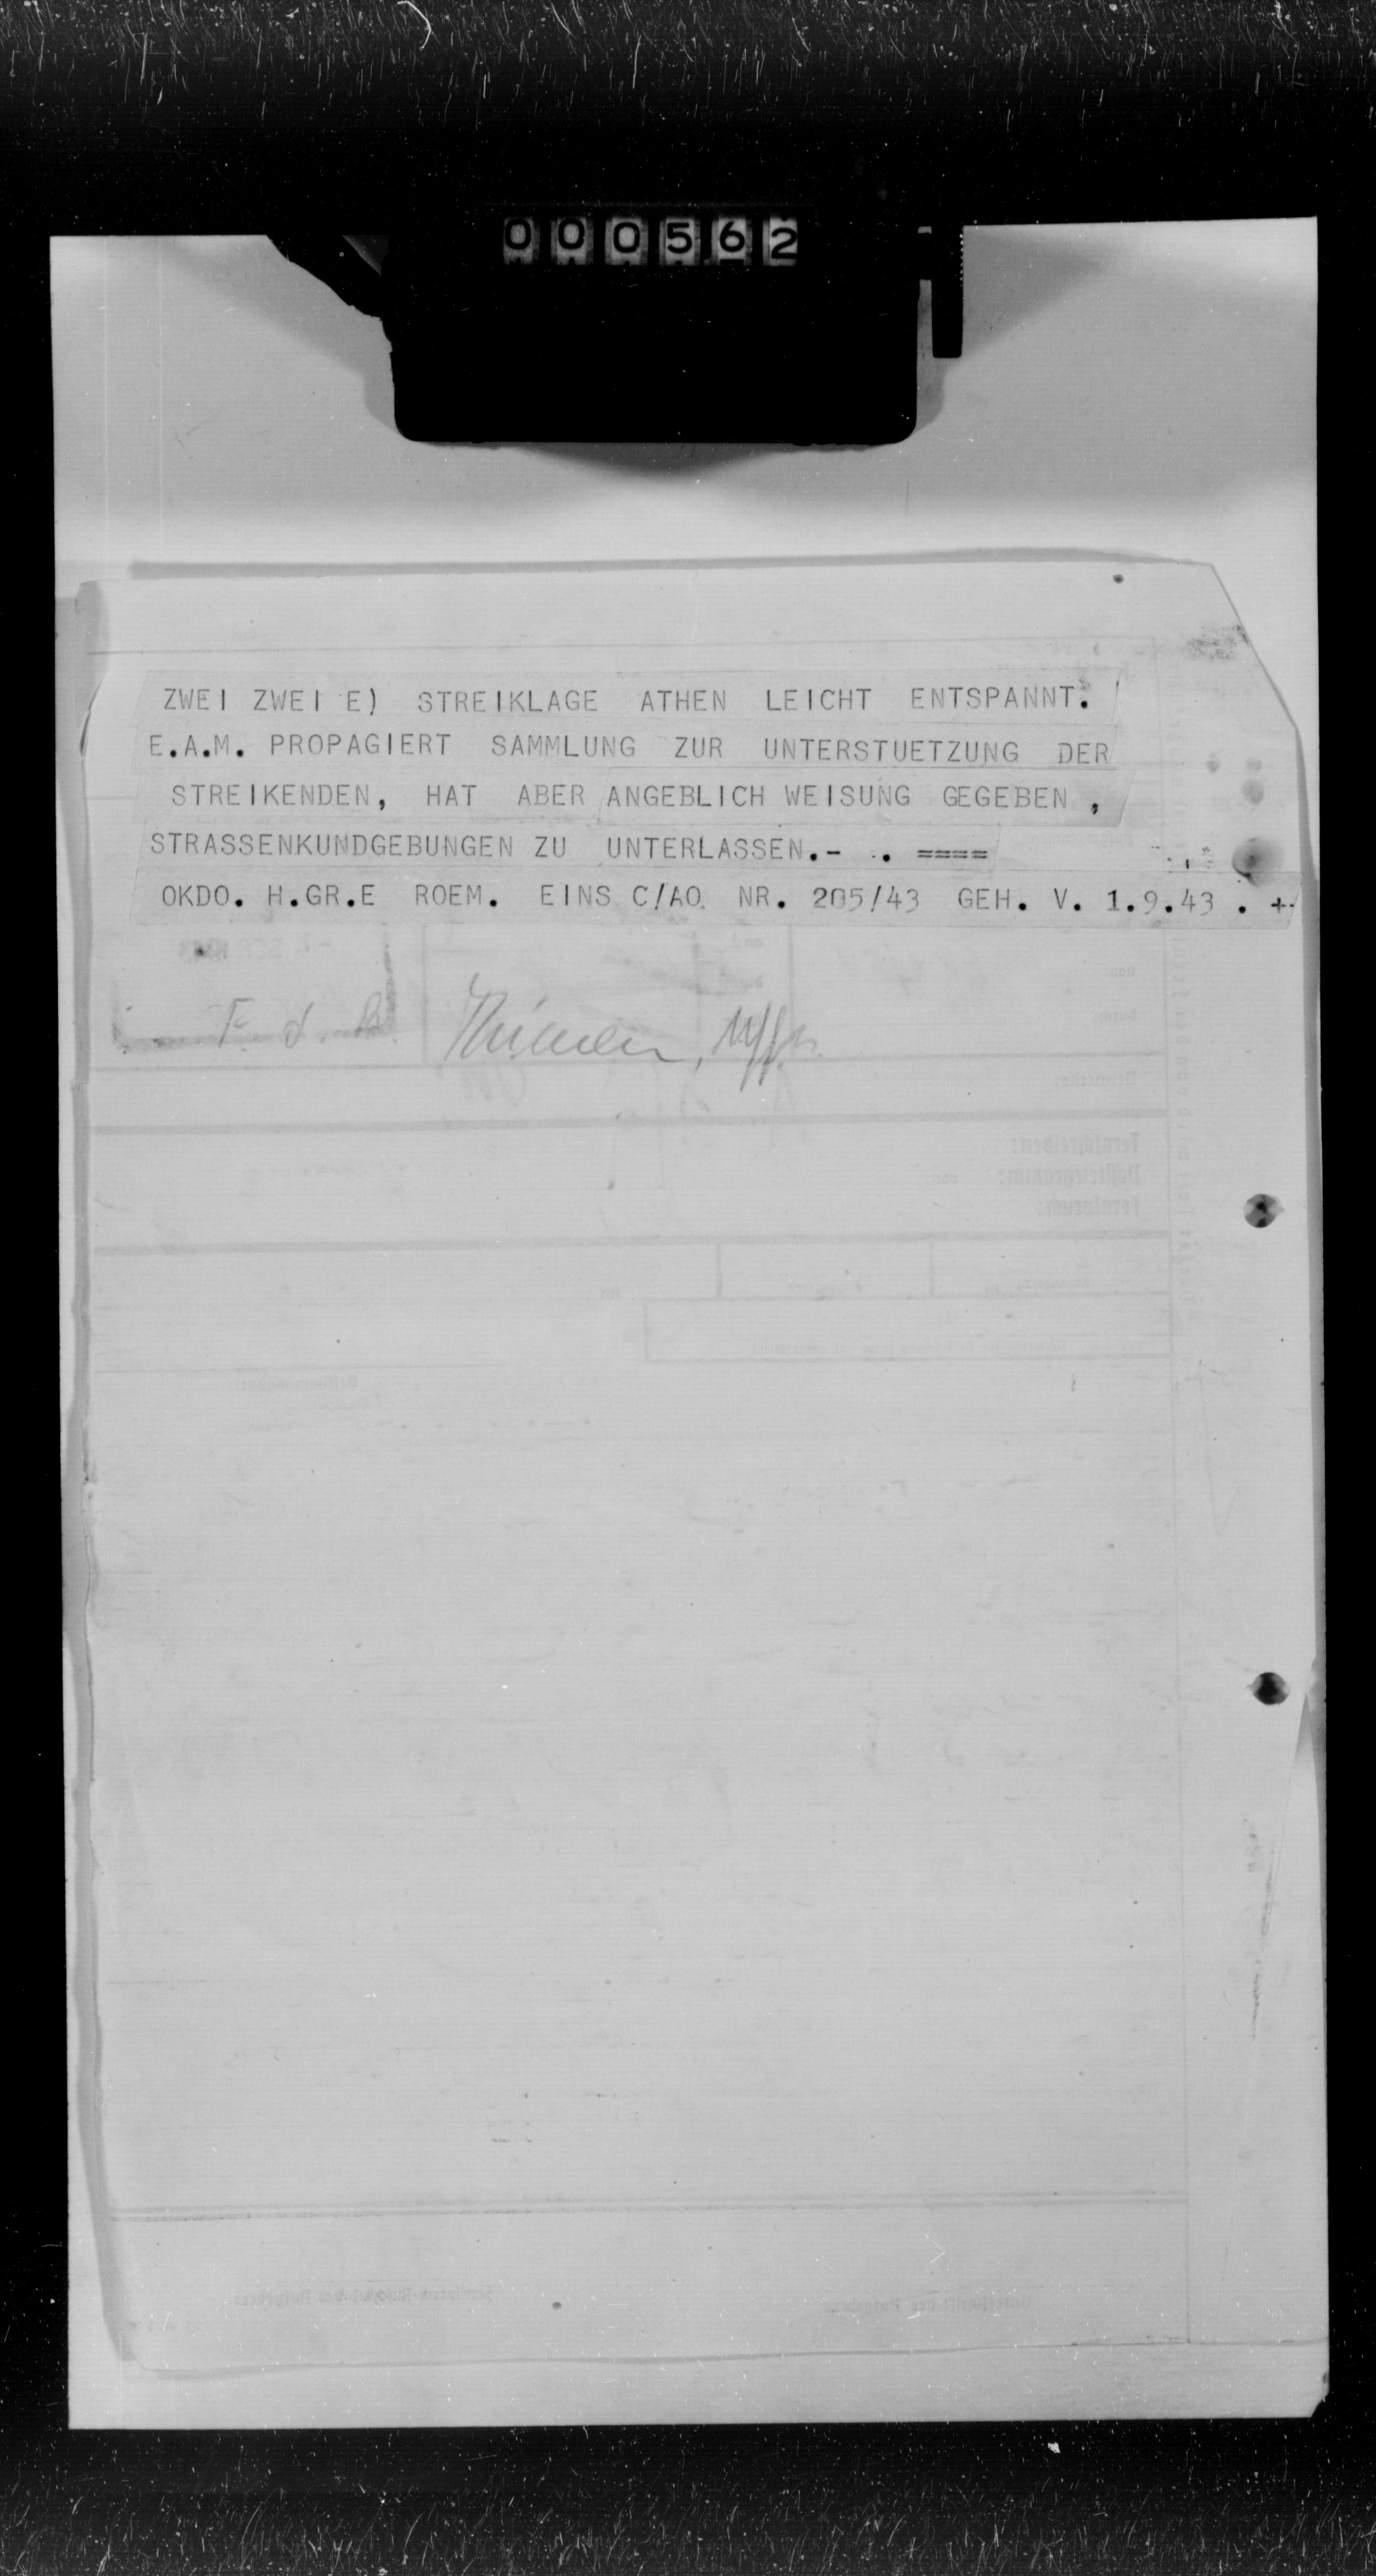 000562
ZWEI ZWEI E) STREIKLAGE ATHEN LEICHT ENTSPANNT.
E.A.M. PROPAGIERT SAMMLUNG ZUR UNTERSTUETZUNG DER
STREIKENDEN, HAT ABER ANGEBLICH WEISUNG GEGEBEN ,
STRASSENKUNDGEBUNGEN ZU UNTERLASSEN.- . ====
OKDO. H.GR.E ROEM. EINS C/AO NR. 205/43 GEH. V. 1.9.43 . +
F. d. R. Uffz.